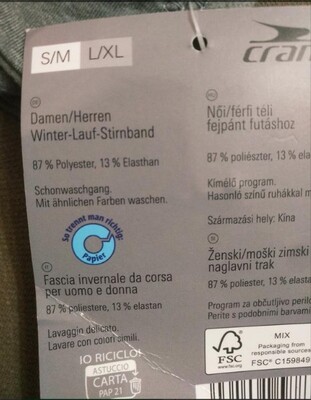 S/M L/XL
cran
Damen/Herren
Winter-Lauf-Stirnband
87 % Polyester, 13 % Elasthan
Schonwaschgang.
Mit ähnlichen Farben waschen.
So trennt man richtig:
Papier
IT
Fascia invernale da corsa
per uomo e donna
87 % poliestere, 13 % elastan
Lavaggio delicato.
Lavare con colori simili.
IO RICICLO!
ASTUCCIO
CARTA
PAP 21
Női/férfi téli
fejpánt futáshoz
87 % poliészter, 13 % ela
Kímélő program.
Hasonló színű ruhákkal m
Származási hely: Kína
Ženski/moški zimski
naglavni trak
87 % poliester, 13 % elastan
Program za občutljivo perilo
Perite s podobnimi barvami
FSC
www.fsc.org
MIX
Packaging from
responsible sources
FSC® C159849